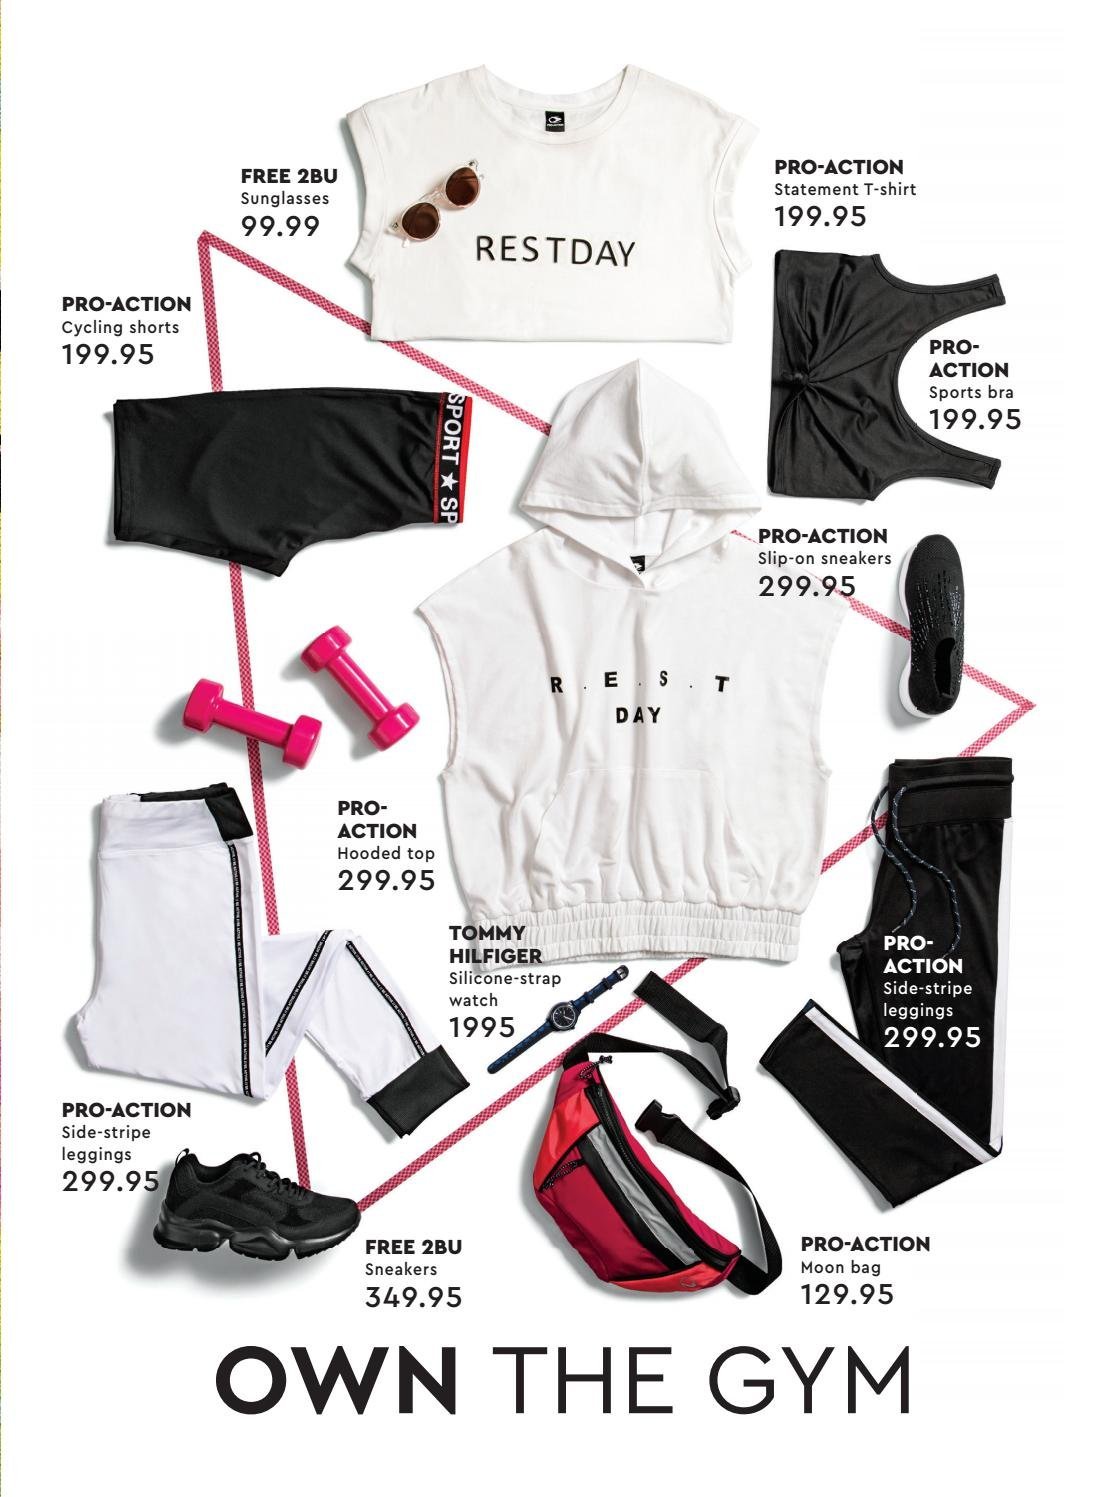 FREE 2BU
Sunglasses
99.99
PRO-ACTION
Statement T-shirt
199.95
RESTDAY
PRO-ACTION
Cycling shorts
199.95
PRO-
ACTION
Sports bra
199.95
SPORT ★ SP
PRO-ACTION
Slip-on sneakers
299.95
R.E.S.T
DAY
PRO-
ACTION
Hooded top
299.95
TOMMY
HILFIGER
Silicone-strap
watch
1995
PRO-
ACTION
Side-stripe
leggings
299.95
PRO-ACTION
Side-stripe
leggings
299.95
FREE 2BU
Sneakers
349.95
PRO-ACTION
Moon bag
129.95
OWN THE GYM